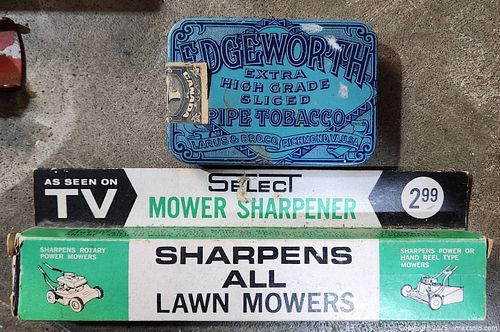 EDGEWORTH
EXTRA
HIGH GRADE
SLICED
PIPE TOBACCO
LARUS & BRO.CO. RICHMOND, VA. U.S.A.
CANADA
AS SEEN ON
TV
SELECT
MOWER SHARPENER
2.99
SHARPENS ROTARY
POWER MOWERS
SHARPENS
ALL
LAWN MOWERS
SHARPENS POWER OR
HAND REEL TYPE
MOWERS